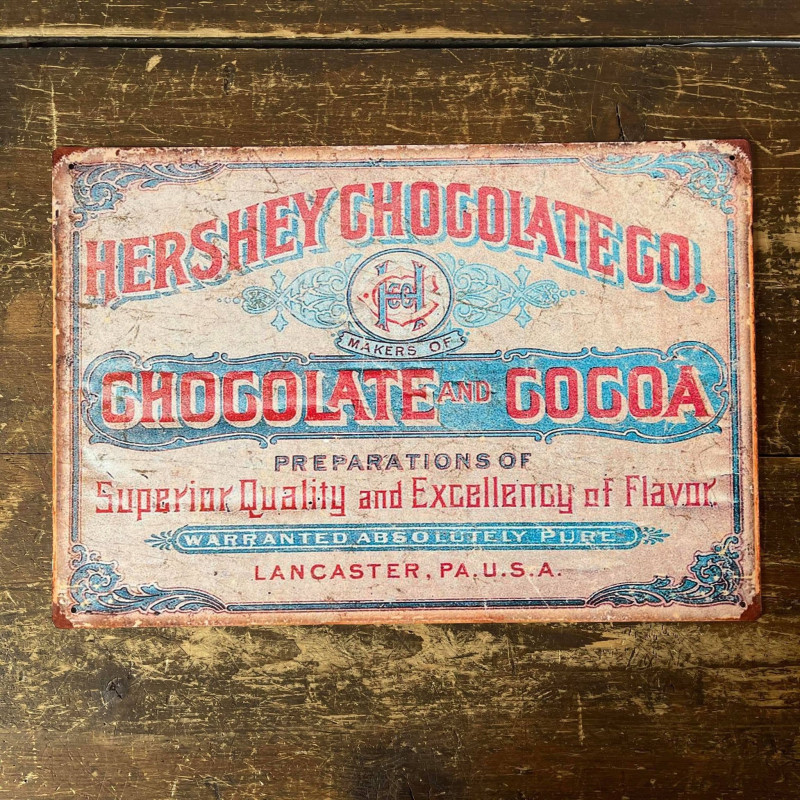 HERSHEY CHOCOLATE CO.
HCCO
MAKERS OF
CHOCOLATE AND COCOA
PREPARATIONS OF
Superior Quality and Excellency of Flavor.
WARRANTED ABSOLUTELY PURE
LANCASTER, PA. U.S.A.